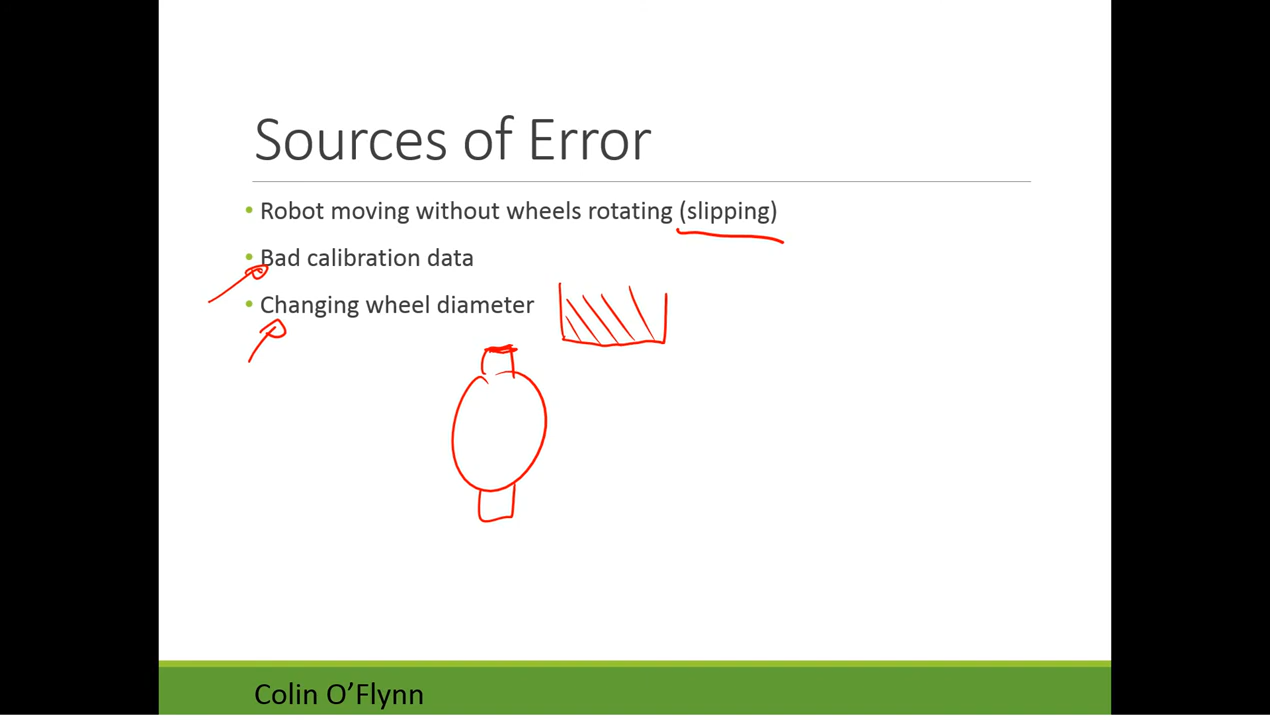 Sources of Error
• Robot moving without wheels rotating (slipping)
• Bad calibration data
• Changing wheel diameter
Colin O’Flynn